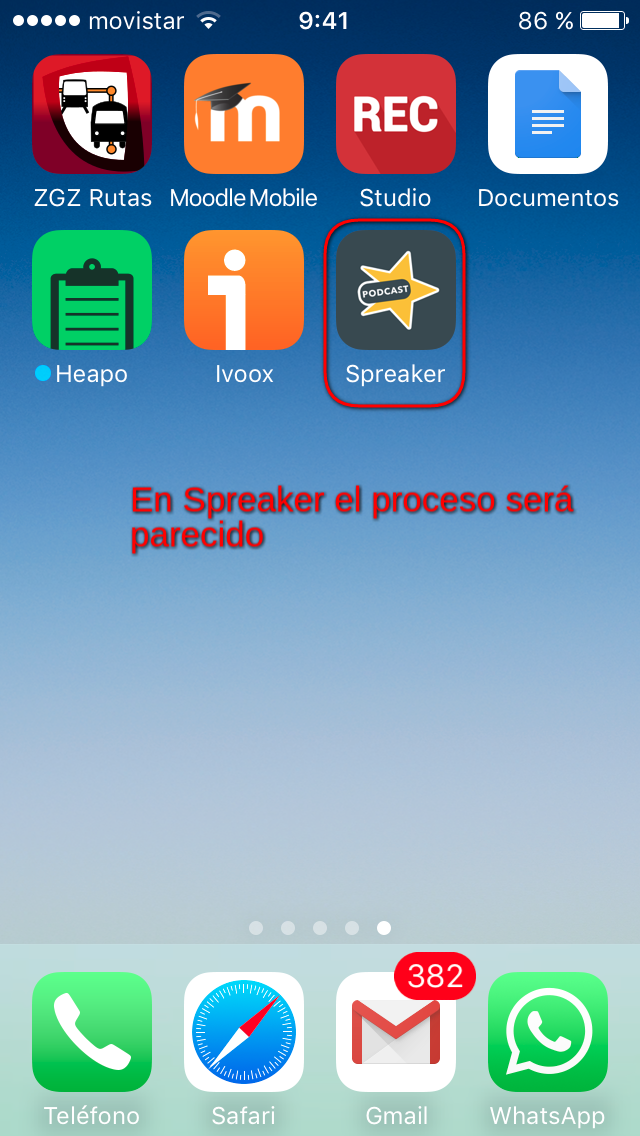 movistar 9:41 86 %
ZGZ Rutas Moodle Mobile Studio Documentos
REC
PODCAST
Heapo Ivoox Spreaker
En Spreaker el proceso será
parecido
382
Teléfono Safari Gmail WhatsApp